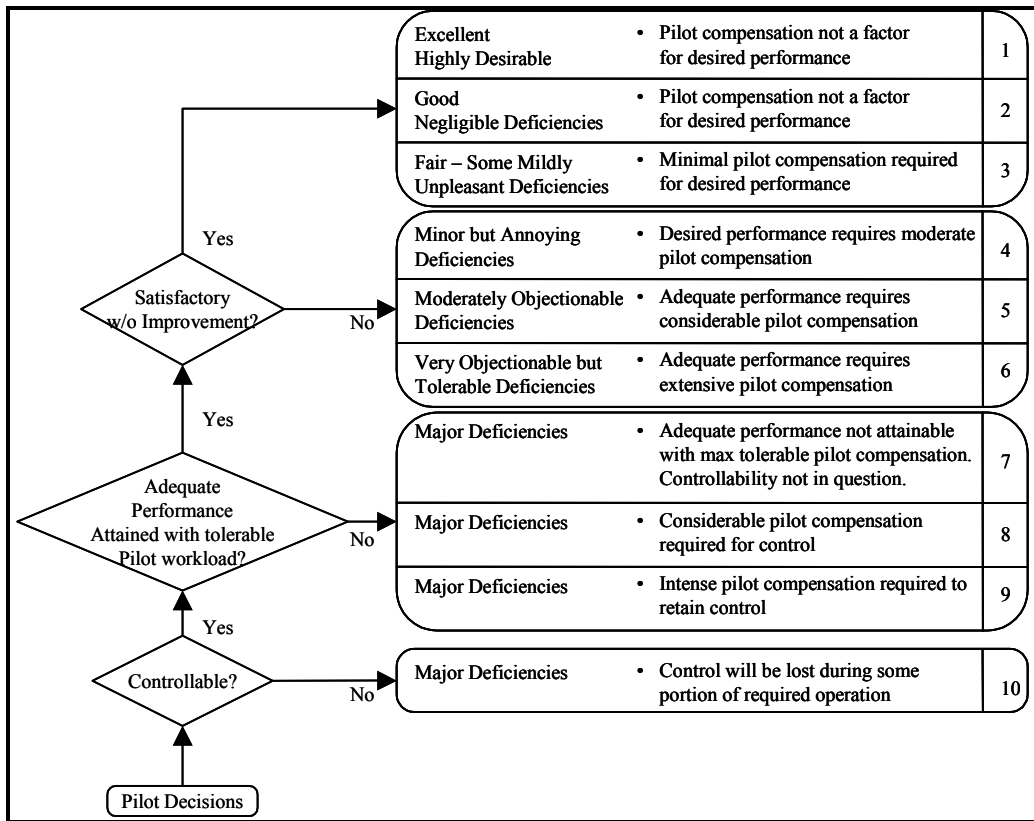 Excellent
Highly Desirable
• Pilot compensation not a factor
for desired performance
1
Good
Negligible Deficiencies
• Pilot compensation not a factor
for desired performance
2
Fair – Some Mildly
Unpleasant Deficiencies
• Minimal pilot compensation required
for desired performance
3
Yes
Satisfactory
w/o Improvement?
No
Minor but Annoying
Deficiencies
• Desired performance requires moderate
pilot compensation
4
Moderately Objectionable
Deficiencies
• Adequate performance requires
considerable pilot compensation
5
Very Objectionable but
Tolerable Deficiencies
• Adequate performance requires
extensive pilot compensation
6
Yes
Adequate
Performance
Attained with tolerable
Pilot workload?
No
Major Deficiencies
• Adequate performance not attainable
with max tolerable pilot compensation.
Controllability not in question.
7
Major Deficiencies
• Considerable pilot compensation
required for control
8
Major Deficiencies
• Intense pilot compensation required to
retain control
9
Yes
Controllable?
No
Major Deficiencies
• Control will be lost during some
portion of required operation
10
Pilot Decisions